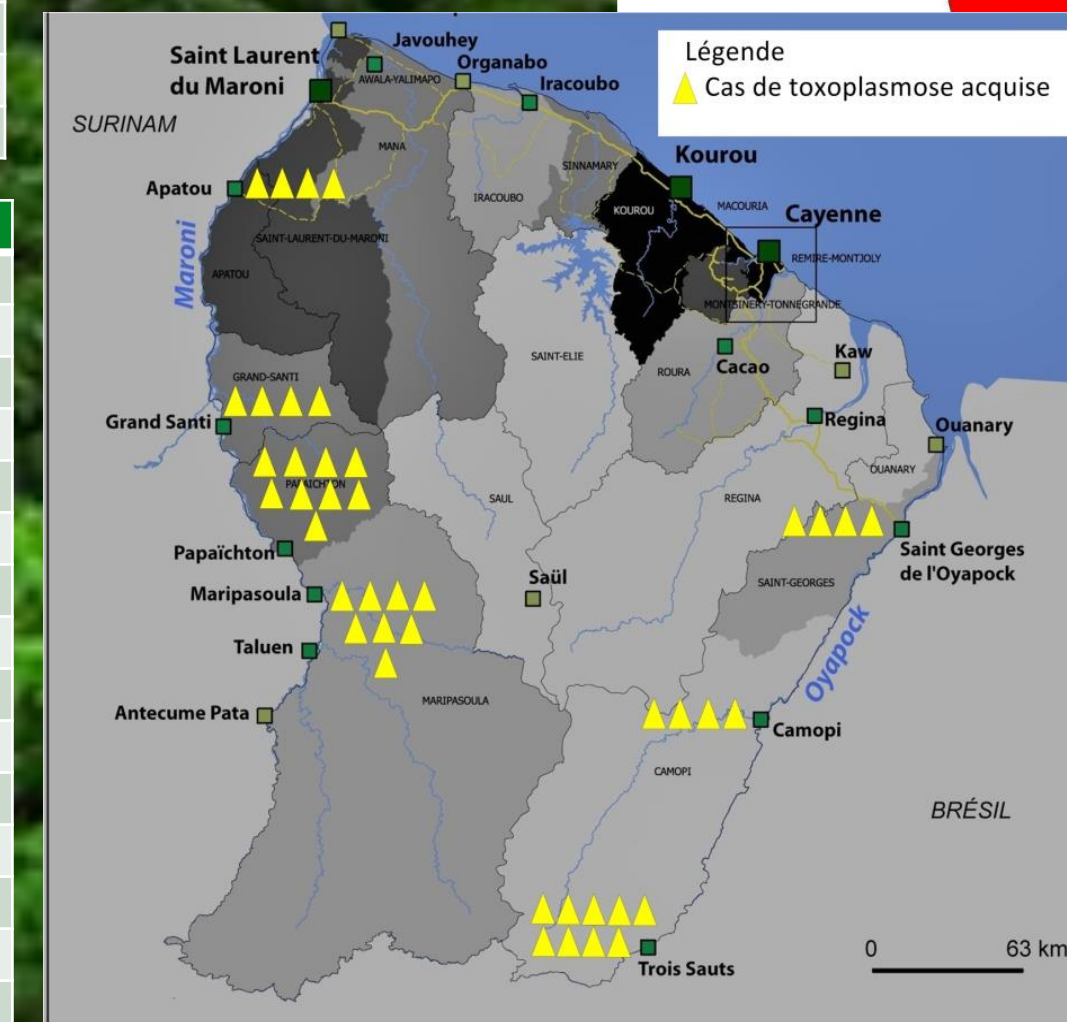 Légende
Cas de toxoplasmose acquise
Saint Laurent
du Maroni
Javouhey
Organabo
Iracoubo
AWALA-YALIMAPO
SURINAM
MANA
IRACOUBO
SINNAMARY
Kourou
KOUROU
MACOURIA
Cayenne
REMIRE-MONTJOLY
MONTSINERY-TONNEGRANDE
Apatou
Maroni
SAINT-LAURENT-DU-MARONI
APATOU
SAINT-ELIE
ROURA
Cacao
Kaw
GRAND-SANTI
Grand Santi
Regina
Ouanary
OUANARY
PAPAICHTON
SAUL
REGINA
Papaïchton
Saint Georges
de l'Oyapock
Maripasoula
Saül
SAINT-GEORGES
Taluen
Oyapock
MARIPASOULA
Antecume Pata
Camopi
CAMOPI
BRÉSIL
Trois Sauts
0 63 km